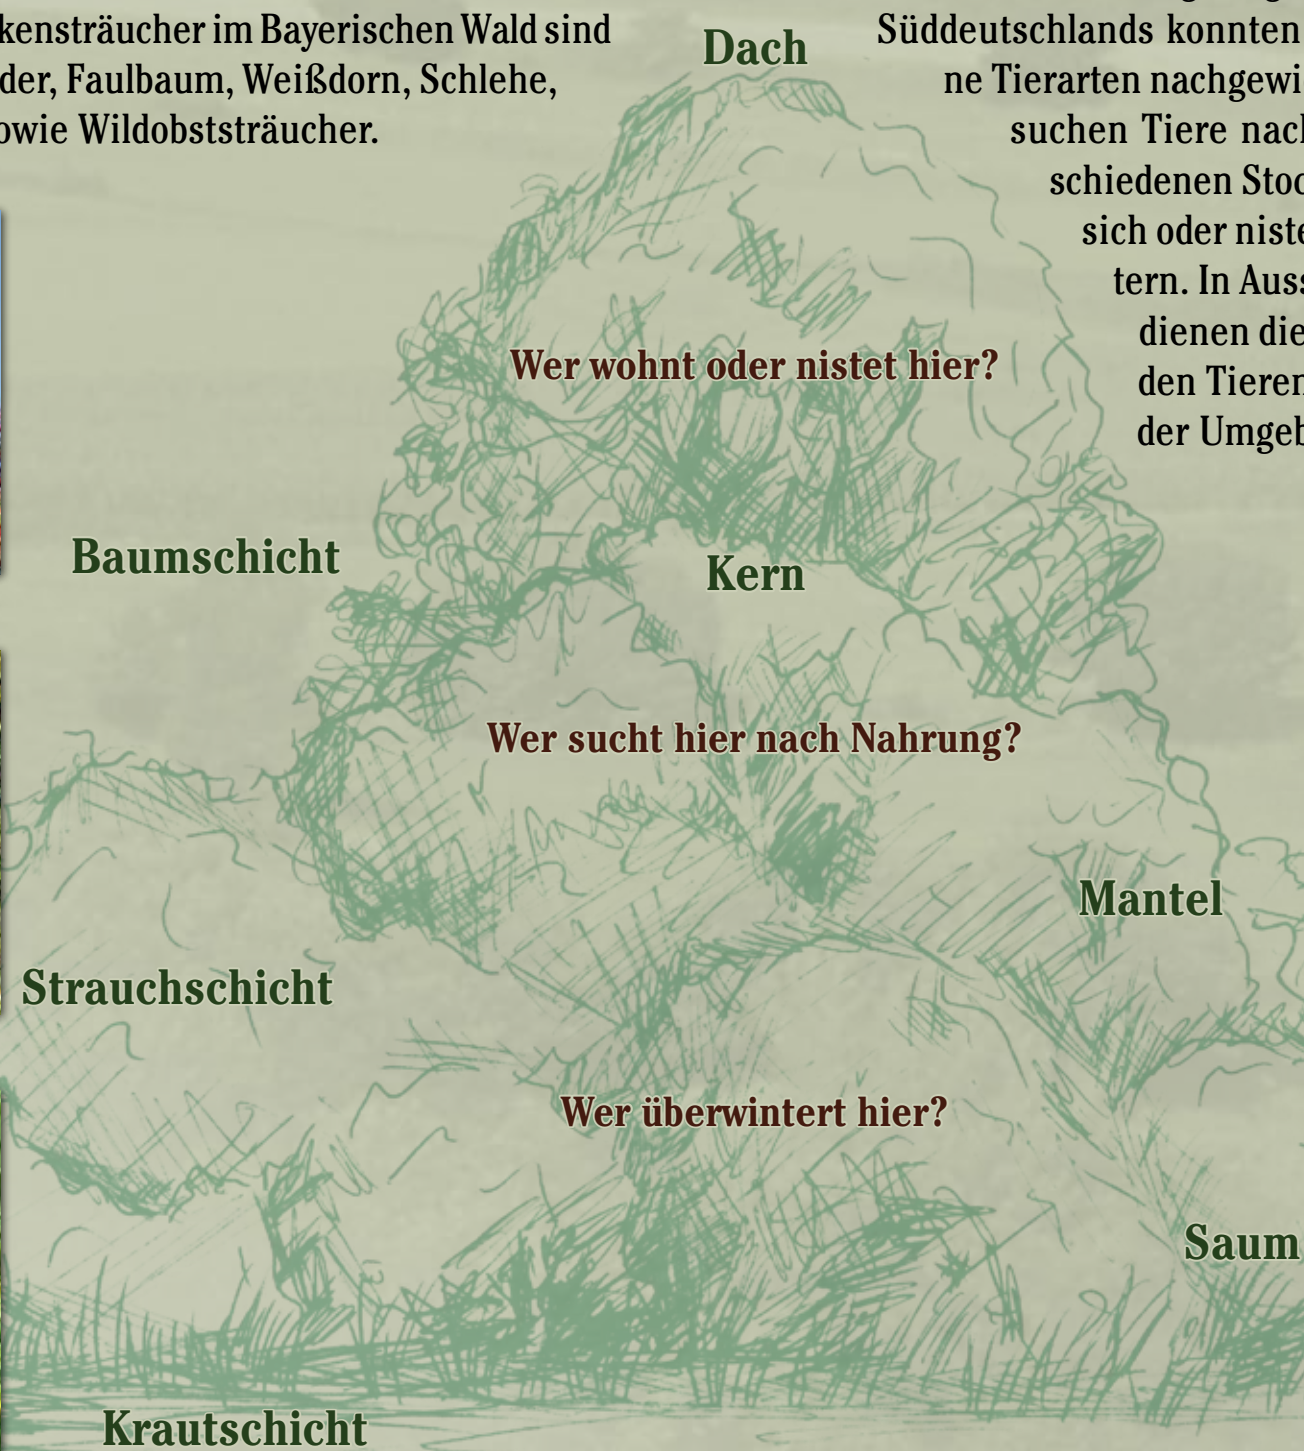 kensträucher im Bayerischen Wald sind
der, Faulbaum, Weißdorn, Schlehe,
owie Wildobststräucher.
Dach
Süddeutschlands konnten
ne Tierarten nachgewi
suchen Tiere nach
schiedenen Stoc
sich oder niste
tern. In Auss
dienen die
den Tieren
der Umgeb
Wer wohnt oder nistet hier?
Baumschicht
Kern
Wer sucht hier nach Nahrung?
Mantel
Strauchschicht
Wer überwintert hier?
Saum
Krautschicht